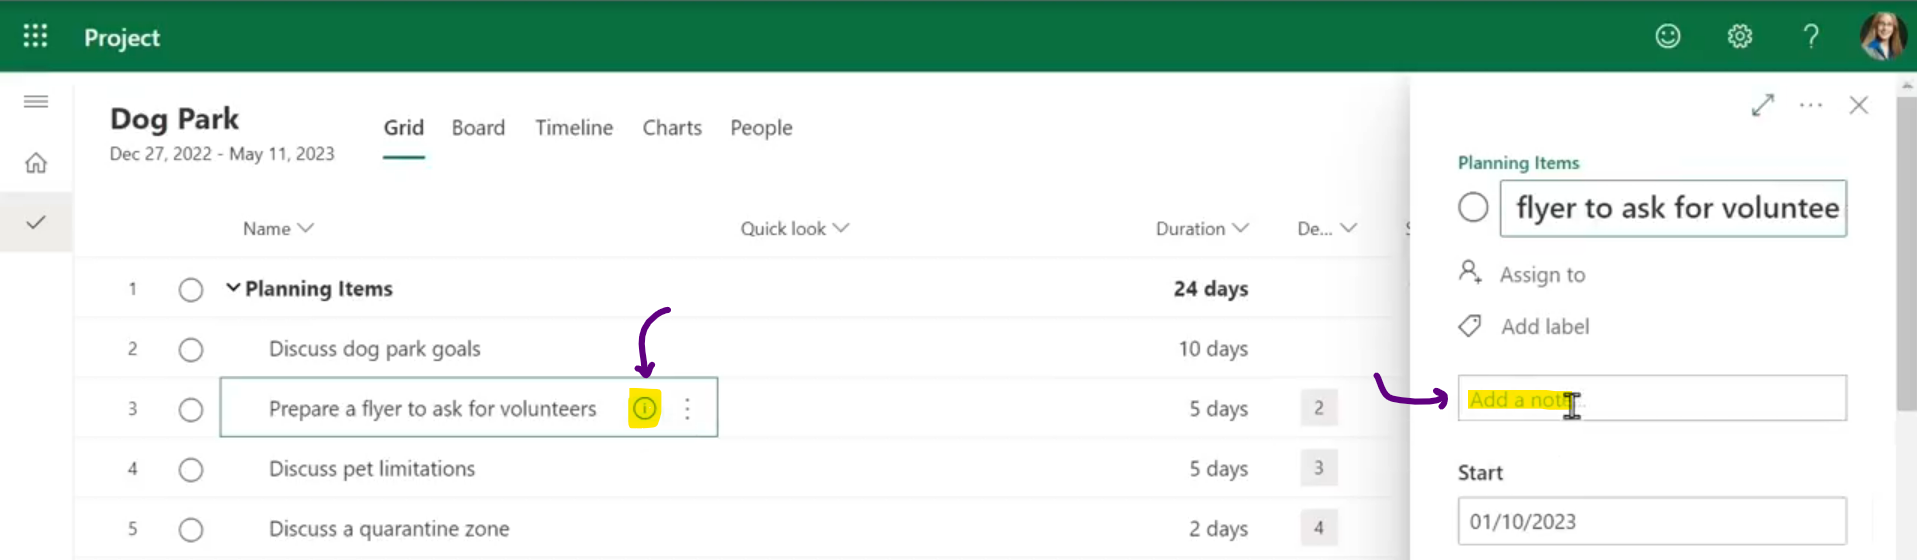 Project
Dog Park
Dec 27, 2022 - May 11, 2023
Grid Board Timeline Charts People
Name Quick look Duration De...
1 Planning Items 24 days
2 Discuss dog park goals 10 days
3 Prepare a flyer to ask for volunteers 5 days 2
4 Discuss pet limitations 5 days 3
5 Discuss a quarantine zone 2 days 4
Planning Items
flyer to ask for voluntee
Assign to
Add label
Add a note...
Start
01/10/2023